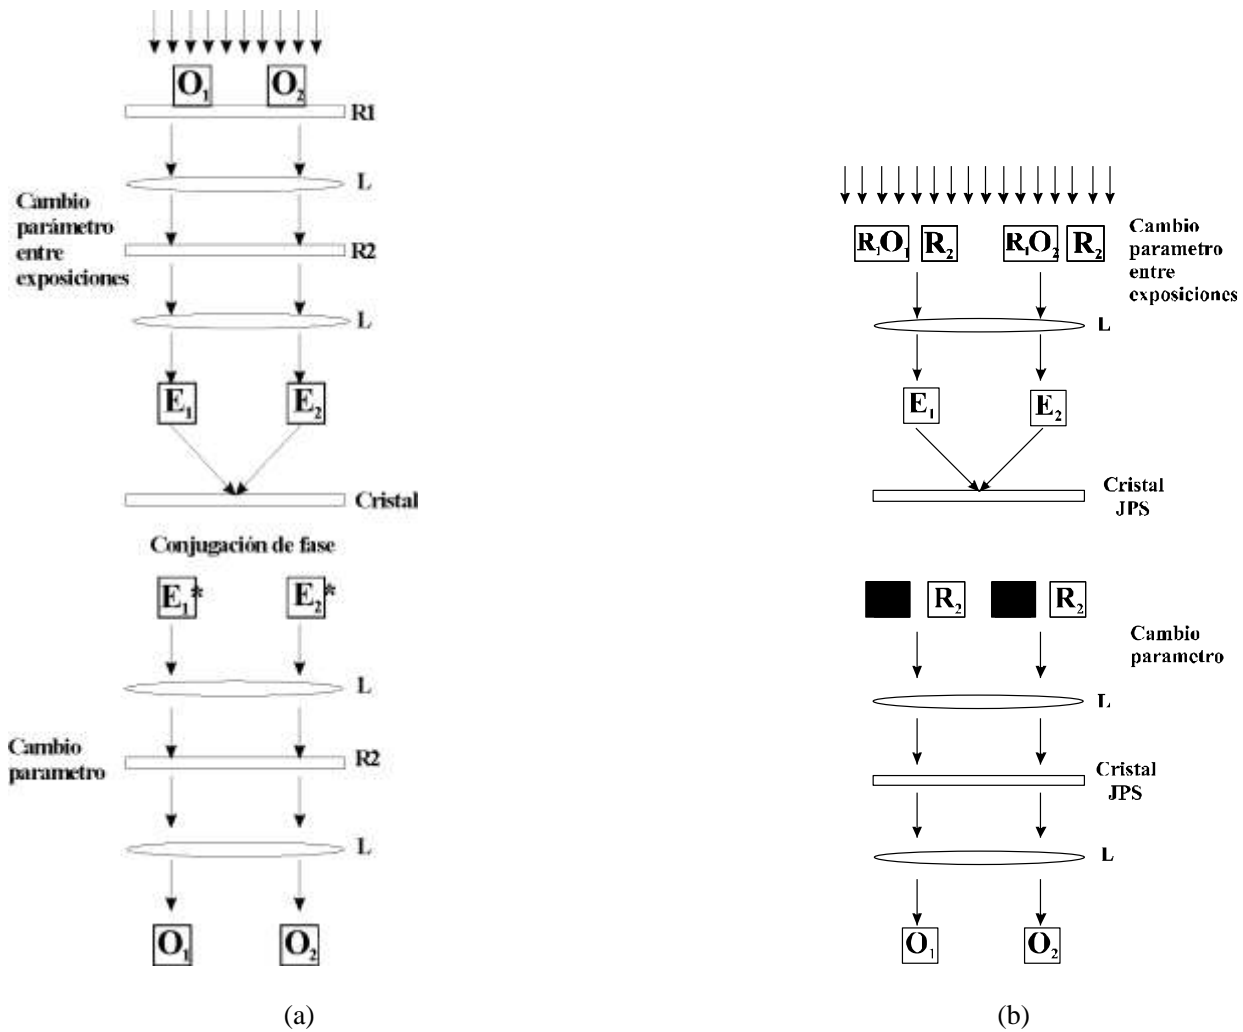 O₁ O₂
R1
L
Cambio
parámetro
entre
exposiciones
R2
L
E₁ E₂
Cristal
Conjugación de fase
E₁* E₂*
L
Cambio
parametro
R2
L
O₁ O₂
(a)
R₁O₁ R₂ R₁O₂ R₂
Cambio
parametro
entre
exposiciones
L
E₁ E₂
Cristal
JPS
R₂ R₂
Cambio
parametro
L
Cristal
JPS
L
O₁ O₂
(b)